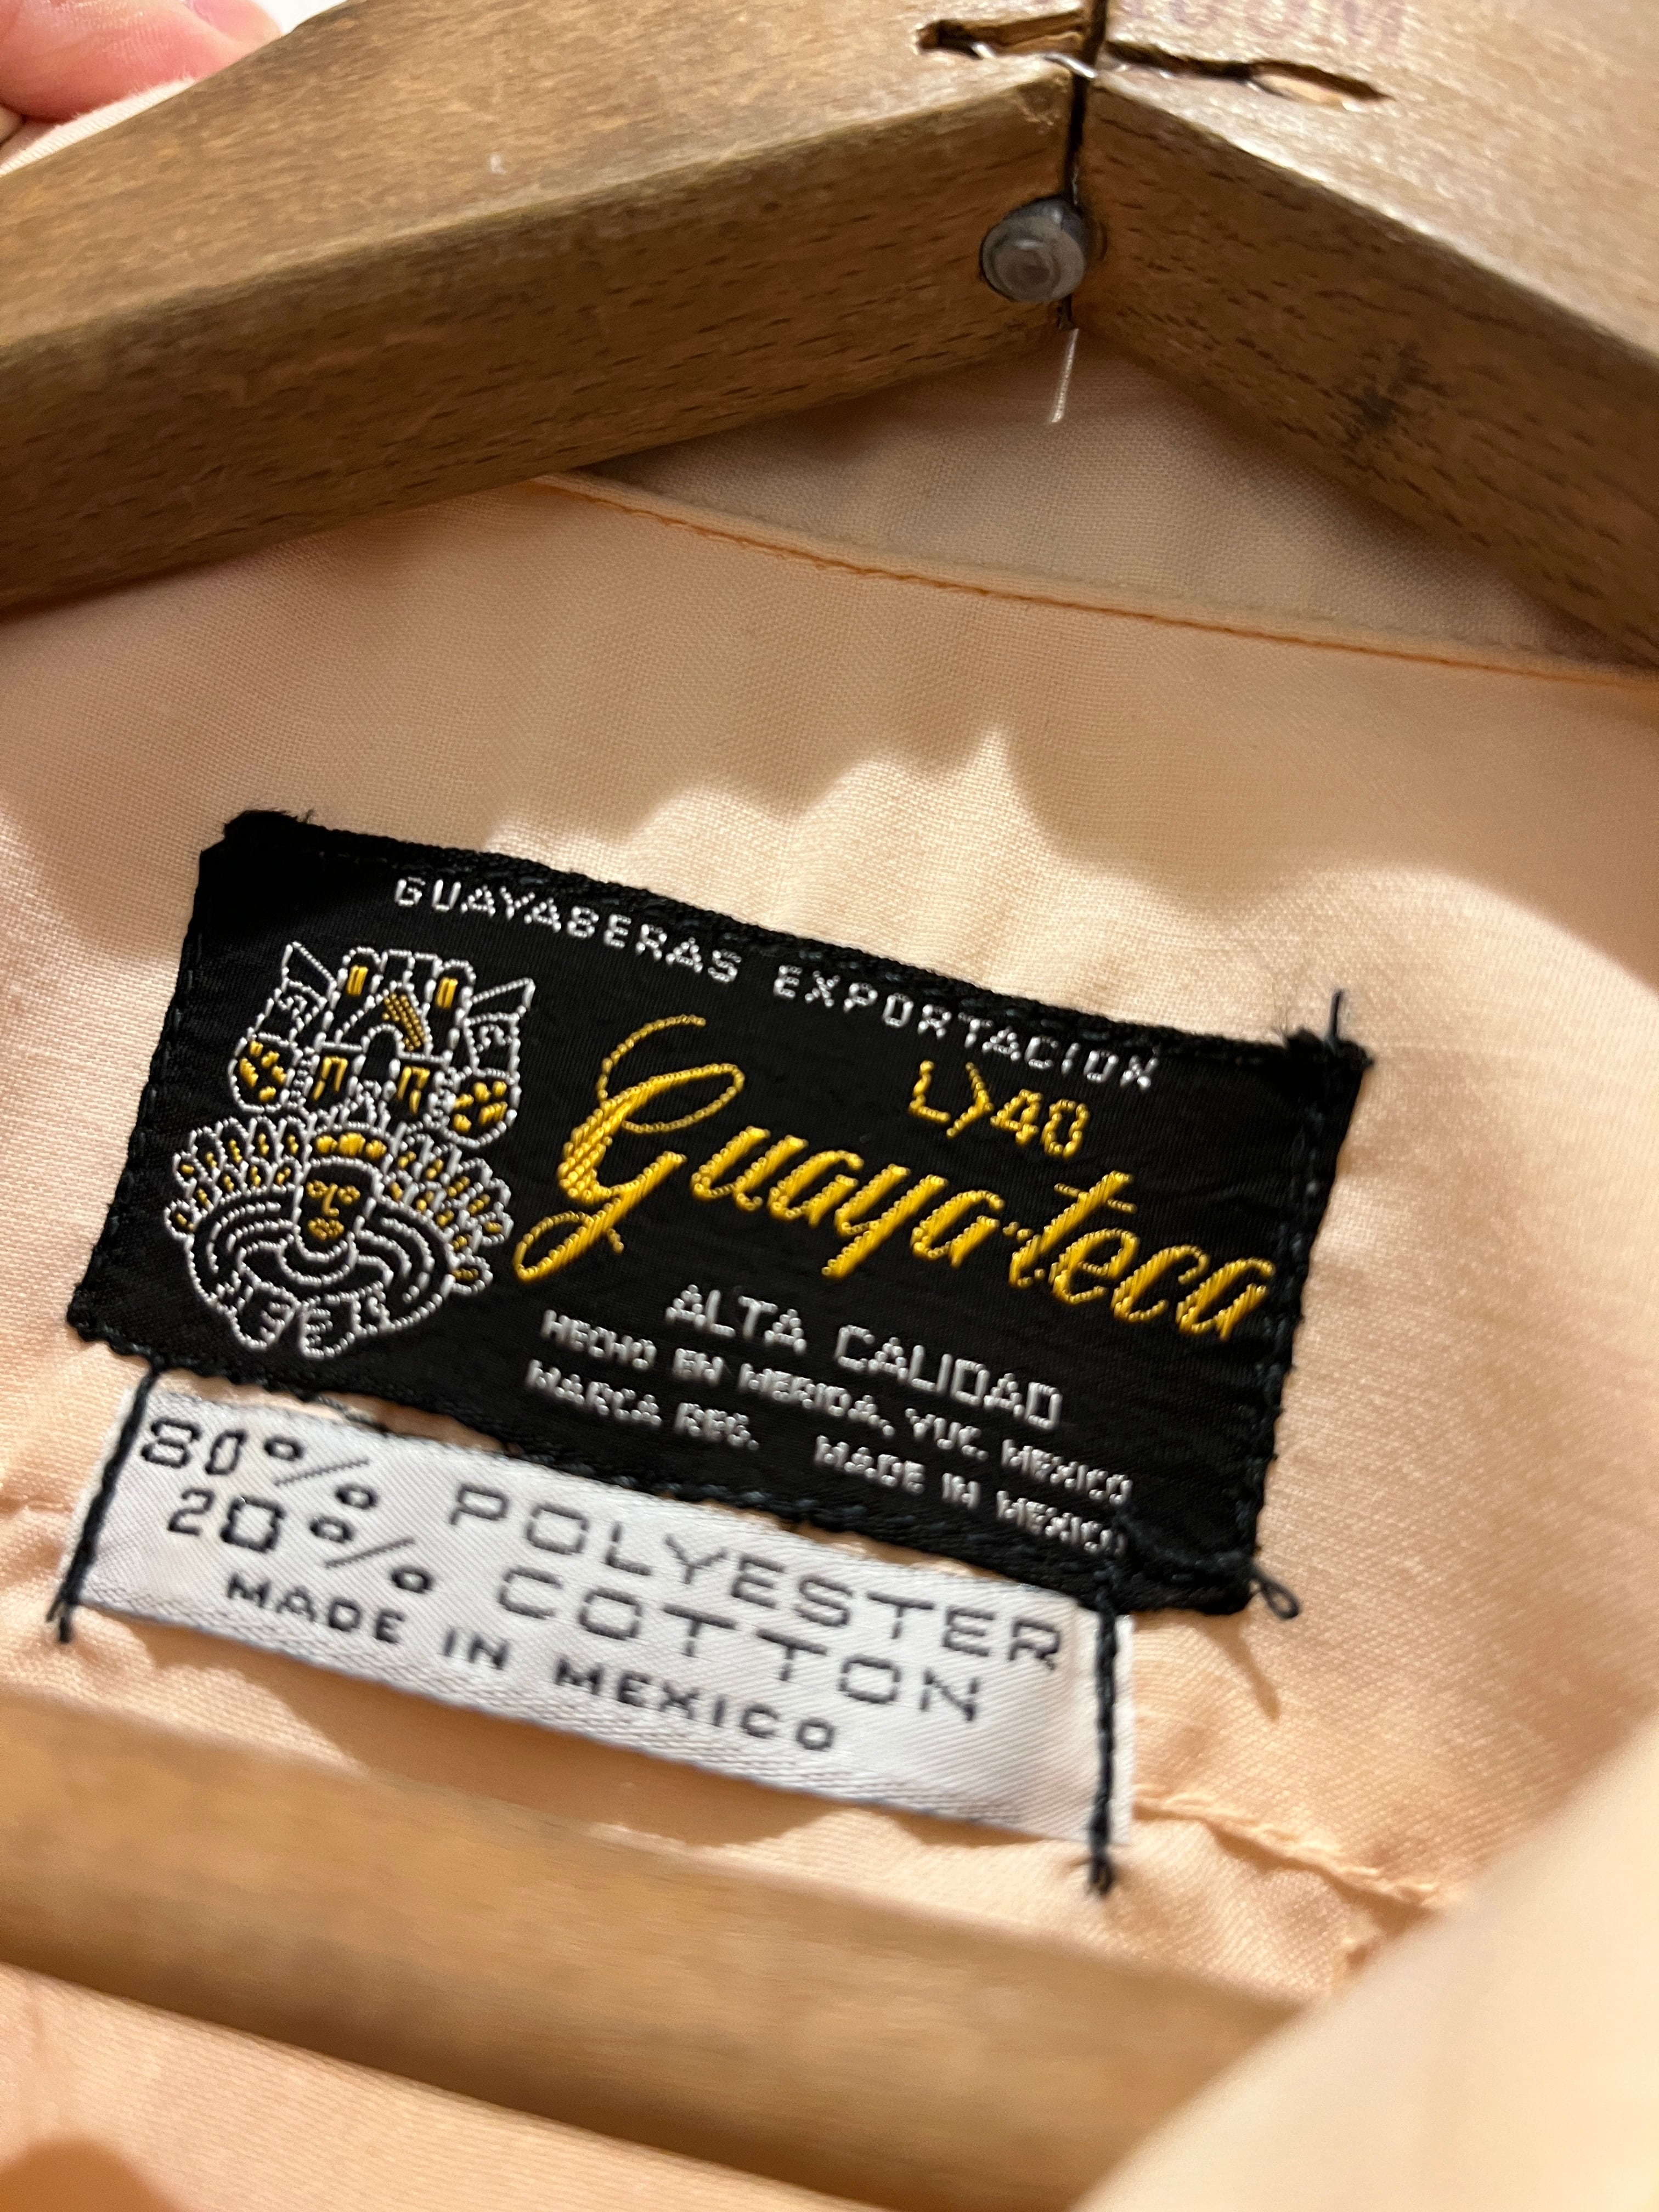 GUAYABERAS EXPORTACION
L)40
Guaya-teca
ALTA CALIDAD
HECHO EN MERIDA, YUC. MEXICO
MARCA REG. MADE IN MEXICO
80% POLYESTER
20% COTTON
MADE IN MEXICO